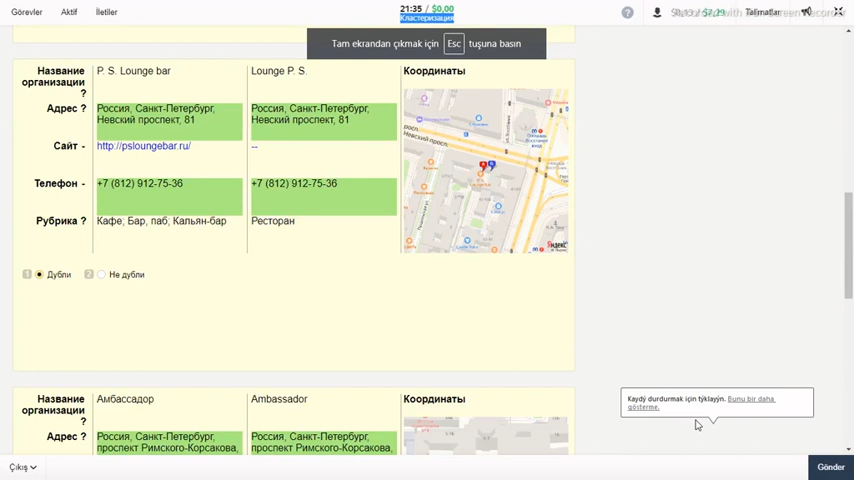 Görevler
Aktif
İletiler
21:35 / $0,00
Кластеризация
Talimatlar
Tam ekrandan çıkmak için Esc tuşuna basın
Название организации ?
P. S. Lounge bar
Lounge P. S.
Координаты
Адрес ?
Россия, Санкт-Петербург, Невский проспект, 81
Россия, Санкт-Петербург, Невский проспект, 81
Сайт -
http://psloungebar.ru/
--
Телефон -
+7 (812) 912-75-36
+7 (812) 912-75-36
Рубрика ?
Кафе; Бар, паб; Кальян-бар
Ресторан
Яндекс
1 Дубли
2 Не дубли
Kaydý durdurmak için týklayýn. Bunu bir daha
gösterme.
Название организации ?
Амбассадор
Ambassador
Координаты
Адрес ?
Россия, Санкт-Петербург, проспект Римского-Корсакова,
Россия, Санкт-Петербург, проспект Римского-Корсакова,
Çıkış
Gönder